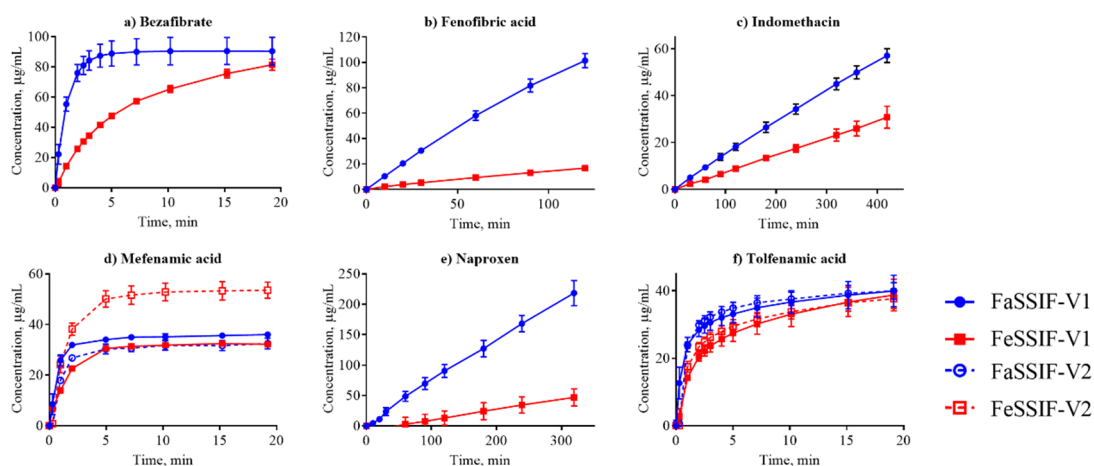 a) Bezafibrate
Concentration, µg/mL
100
80
60
40
20
0
0 5 10 15 20
Time, min
b) Fenofibric acid
Concentration, µg/mL
120
100
80
60
40
20
0
0 50 100
Time, min
c) Indomethacin
Concentration, µg/mL
60
40
20
0
0 100 200 300 400
Time, min
d) Mefenamic acid
Concentration, µg/mL
60
40
20
0
0 5 10 15 20
Time, min
e) Naproxen
Concentration, µg/mL
250
200
150
100
50
0
0 100 200 300
Time, min
f) Tolfenamic acid
Concentration, µg/mL
40
20
0
0 5 10 15 20
Time, min
FaSSIF-V1
FeSSIF-V1
FaSSIF-V2
FeSSIF-V2